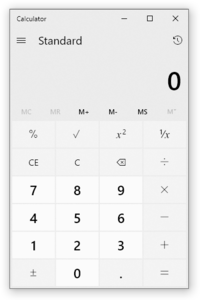 Calculator
Standard
0
MC MR M+ M- MS M˅
% √ x² ¹/x
CE C ÷
7 8 9 ×
4 5 6 −
1 2 3 +
± 0 . =